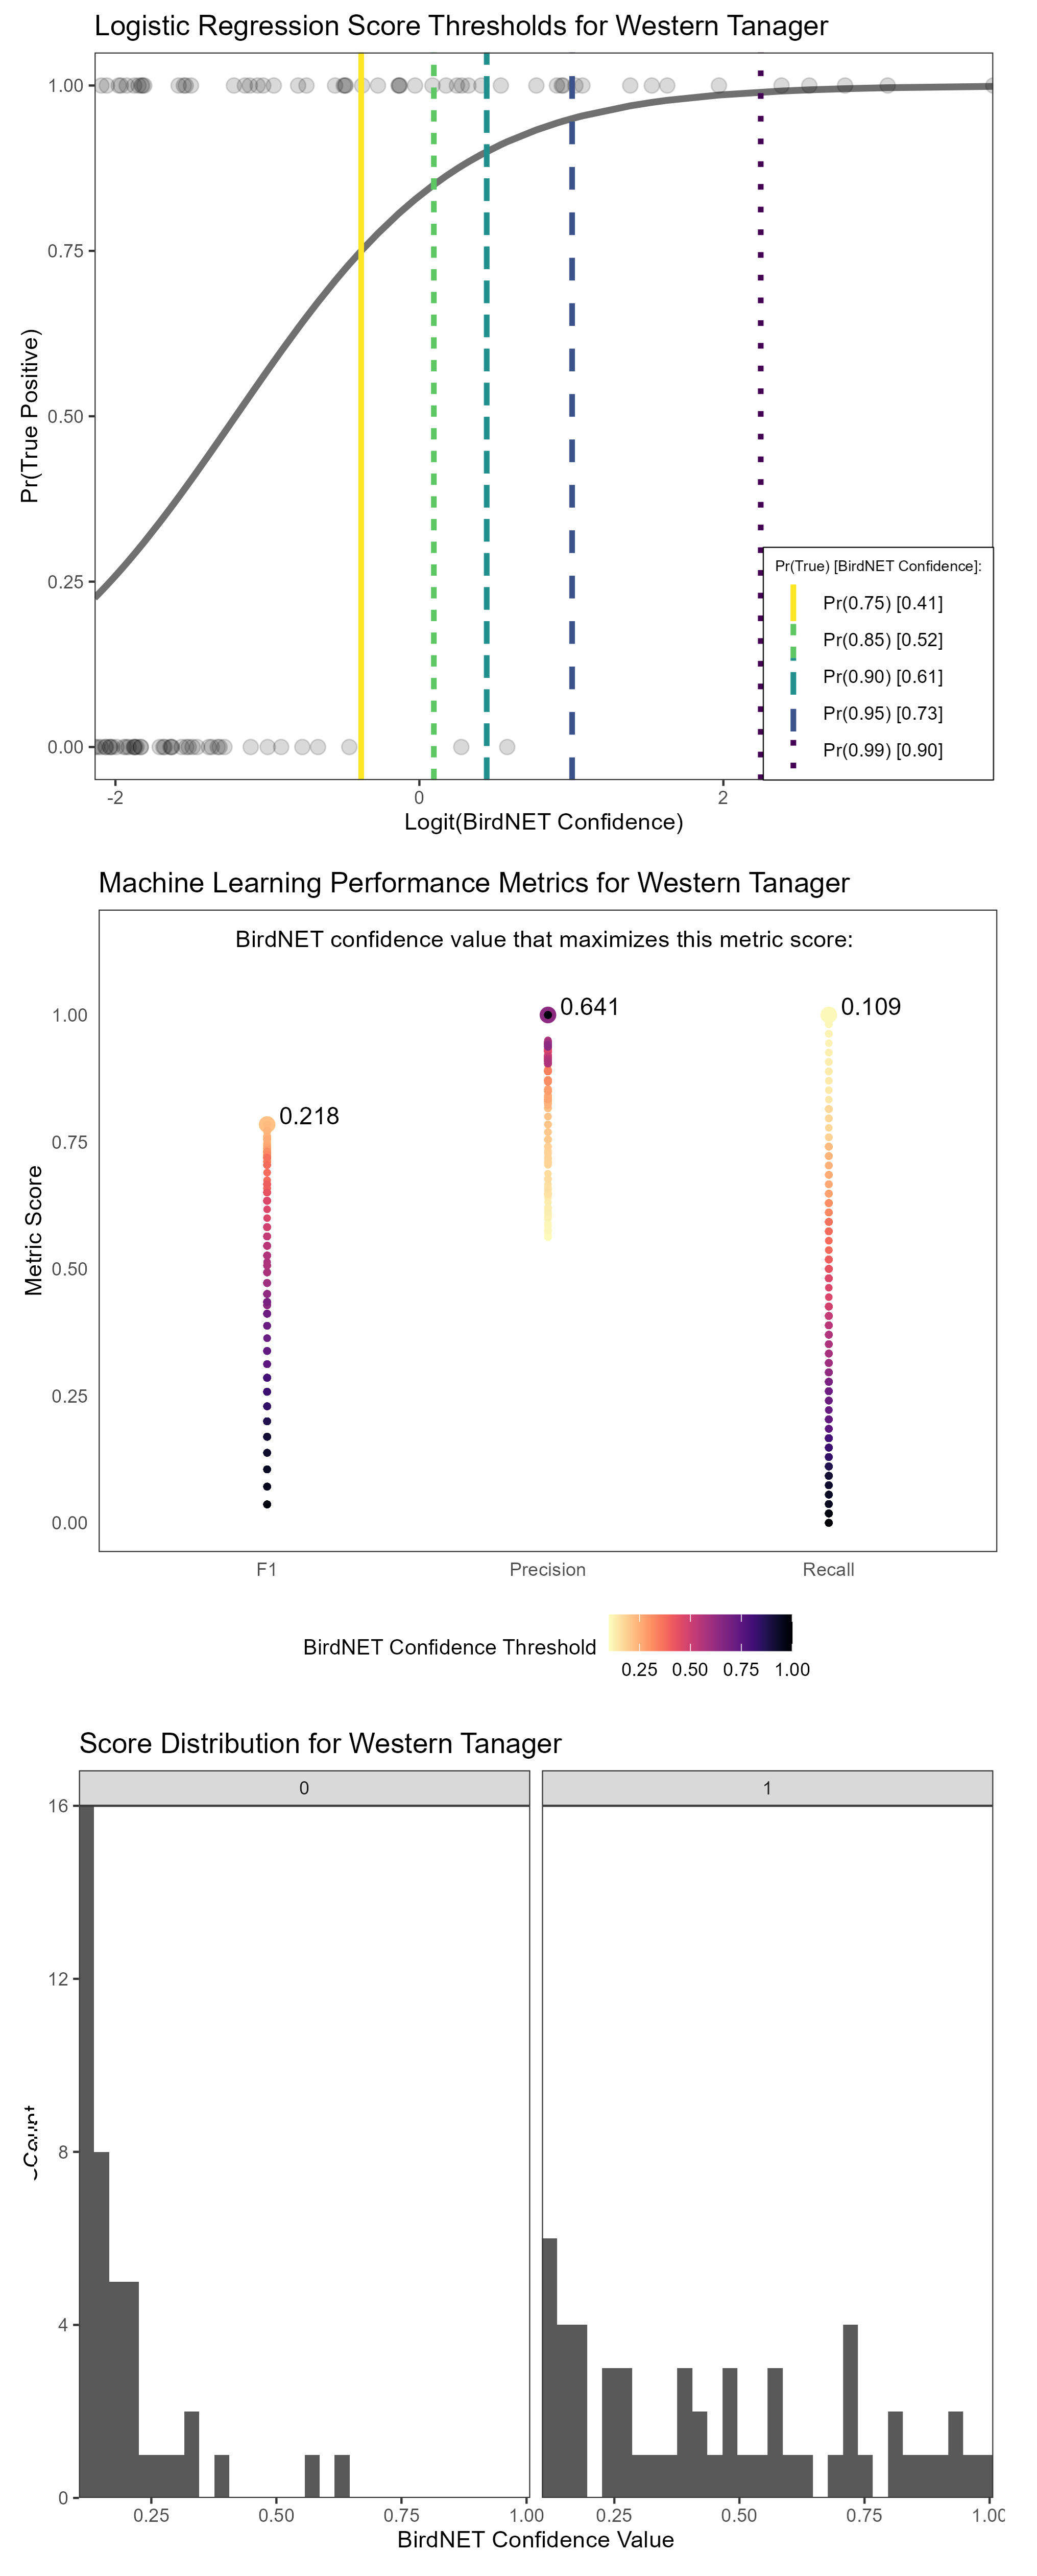 Logistic Regression Score Thresholds for Western Tanager
1.00
0.75
0.50
0.25
0.00
Pr(True Positive)
Pr(True) [BirdNET Confidence]:
Pr(0.75) [0.41]
Pr(0.85) [0.52]
Pr(0.90) [0.61]
Pr(0.95) [0.73]
Pr(0.99) [0.90]
-2 0 2
Logit(BirdNET Confidence)
Machine Learning Performance Metrics for Western Tanager
BirdNET confidence value that maximizes this metric score:
1.00
0.75
0.50
0.25
0.00
Metric Score
0.218
0.641
0.109
F1 Precision Recall
BirdNET Confidence Threshold
0.25 0.50 0.75 1.00
Score Distribution for Western Tanager
0 1
16
12
8
4
0
0.25 0.50 0.75 1.00 0.25 0.50 0.75 1.00
BirdNET Confidence Value